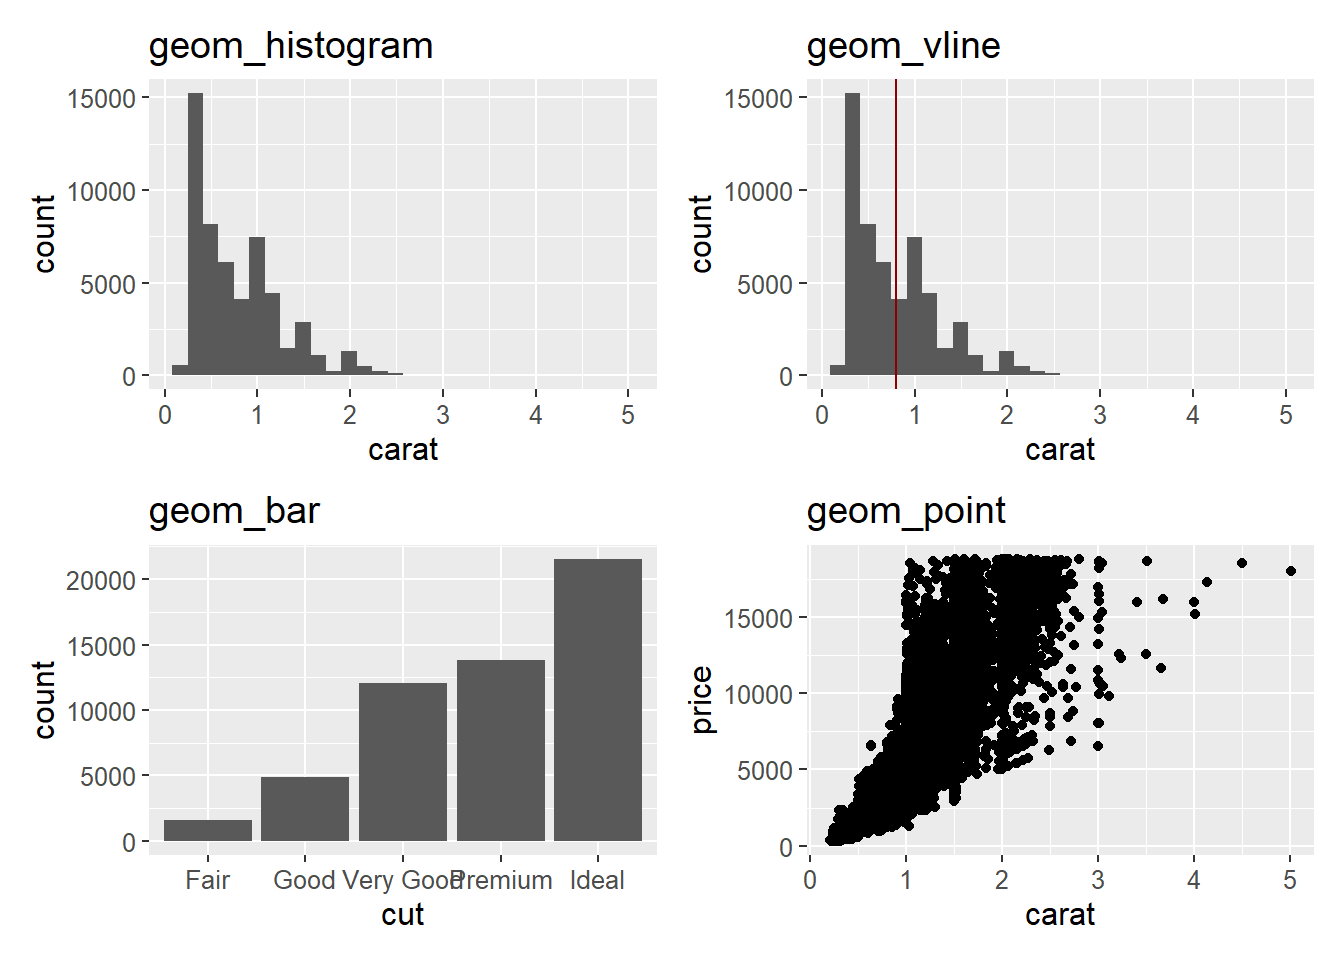 geom_histogram
count
15000
10000
5000
0
0 1 2 3 4 5
carat
geom_vline
count
15000
10000
5000
0
0 1 2 3 4 5
carat
geom_bar
count
20000
15000
10000
5000
0
Fair Good Very Good Premium Ideal
cut
geom_point
price
15000
10000
5000
0
0 1 2 3 4 5
carat